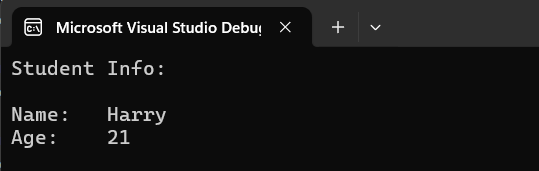 Microsoft Visual Studio Debug
Student Info:
Name: Harry
Age: 21